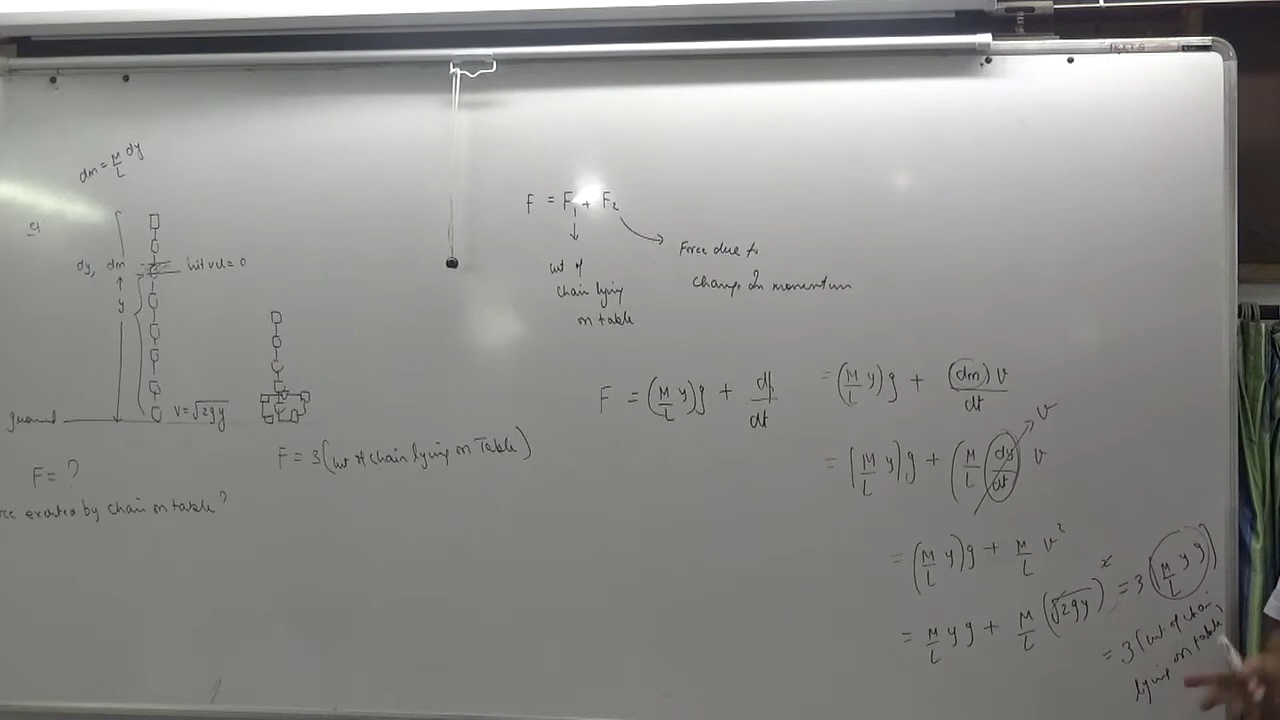 dm = M/L dy
eg
dy, dm
init vel = 0
y
ground
V = √2gy
F = ?
exerted by chain on table?
F = 3(wt of chain lying on Table)
F = F₁ + F₂
wt of
chain lying
on table
Force due to
change in momentum
F = (M/L y)g + dp/dt
= (M/L y)g + (dm)v/dt
= (M/L y)g + (M/L dy/dt) v
v
= (M/L y)g + M/L v²
= M/L y g + M/L (√2gy)² = 3(M/L y g)
= 3(wt of chain
lying on table)